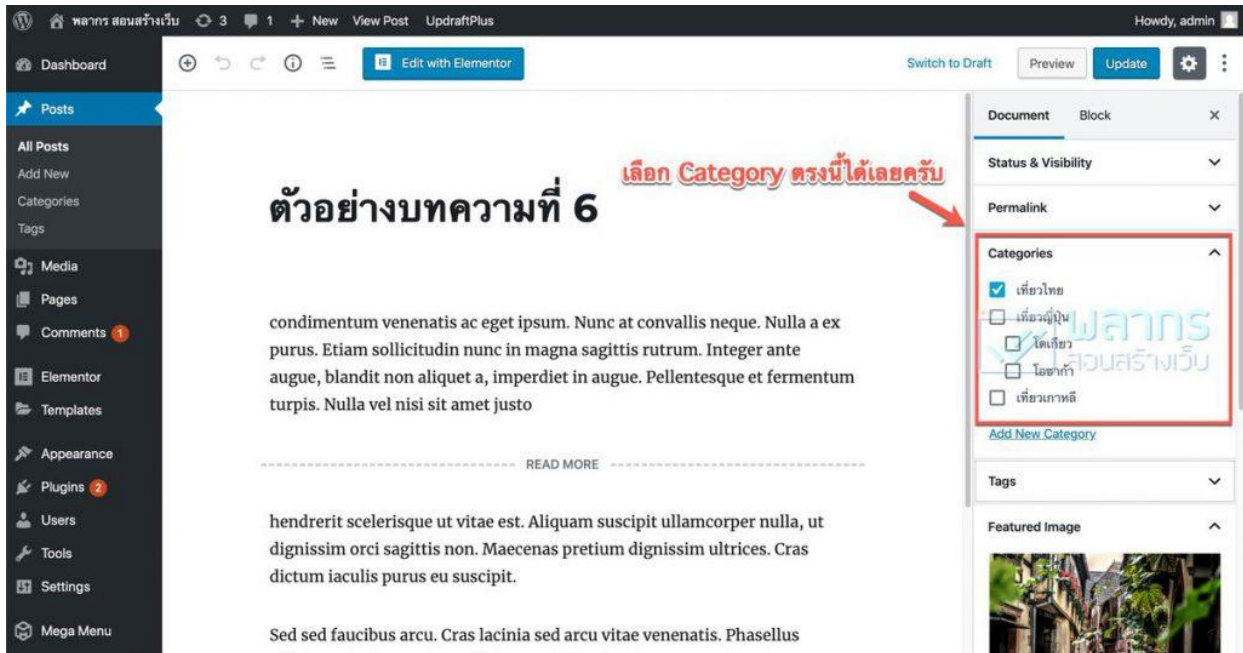 พลากร สอนสร้างเว็บ 3 1 + New View Post UpdraftPlus Howdy, admin
Dashboard
Edit with Elementor
Switch to Draft Preview Update
Posts
All Posts
Add New
Categories
Tags
Media
Pages
Comments 1
Elementor
Templates
Appearance
Plugins 2
Users
Tools
Settings
Mega Menu
เลือก Category ตรงนี้ได้เลยครับ
ตัวอย่างบทความที่ 6
condimentum venenatis ac eget ipsum. Nunc at convallis neque. Nulla a ex
purus. Etiam sollicitudin nunc in magna sagittis rutrum. Integer ante
augue, blandit non aliquet a, imperdiet in augue. Pellentesque et fermentum
turpis. Nulla vel nisi sit amet justo
READ MORE
hendrerit scelerisque ut vitae est. Aliquam suscipit ullamcorper nulla, ut
dignissim orci sagittis non. Maecenas pretium dignissim ultrices. Cras
dictum iaculis purus eu suscipit.
Sed sed faucibus arcu. Cras lacinia sed arcu vitae venenatis. Phasellus
Document Block
Status & Visibility
Permalink
Categories
เที่ยวไทย
เที่ยวญี่ปุ่น
โตเกียว
โอซาก้า
เที่ยวเกาหลี
พลากร
สอนสร้างเว็บ
Add New Category
Tags
Featured Image